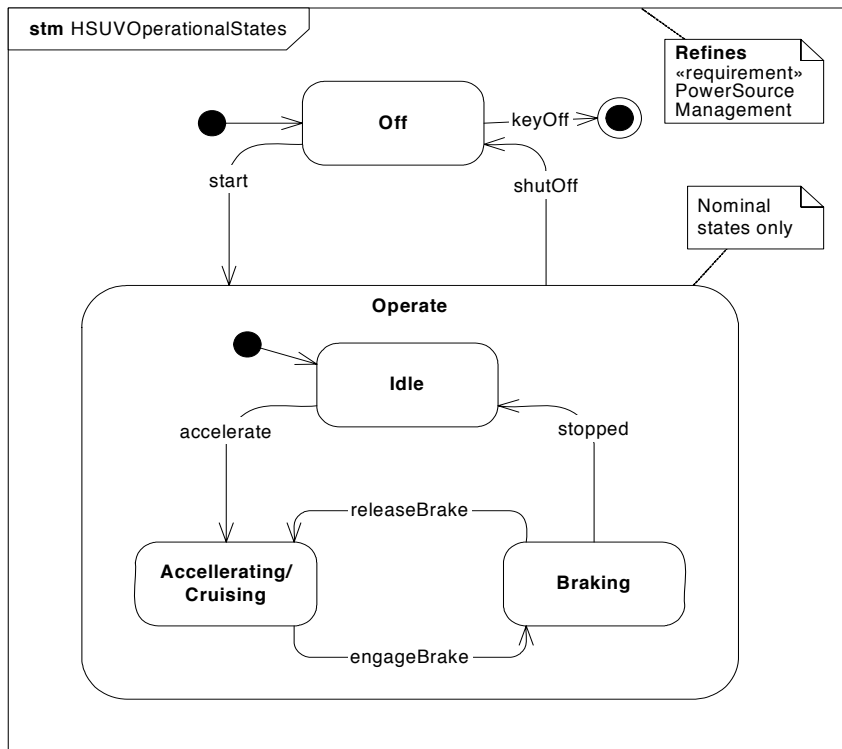 stm HSUVOperationalStates
Refines
«requirement»
PowerSource
Management
Off
keyOff
start
shutOff
Nominal
states only
Operate
Idle
accelerate
stopped
releaseBrake
Accellerating/
Cruising
Braking
engageBrake